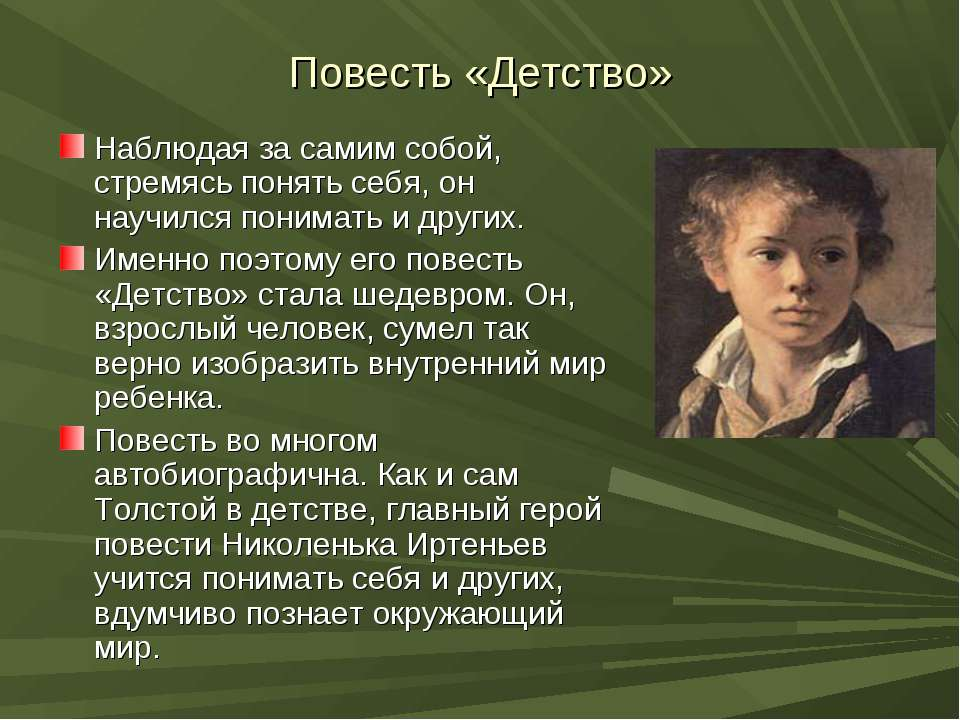 Повесть «Детство»
Наблюдая за самим собой,
стремясь понять себя, он
научился понимать и других.
Именно поэтому его повесть
«Детство» стала шедевром. Он,
взрослый человек, сумел так
верно изобразить внутренний мир
ребенка.
Повесть во многом
автобиографична. Как и сам
Толстой в детстве, главный герой
повести Николенька Иртеньев
учится понимать себя и других,
вдумчиво познает окружающий
мир.